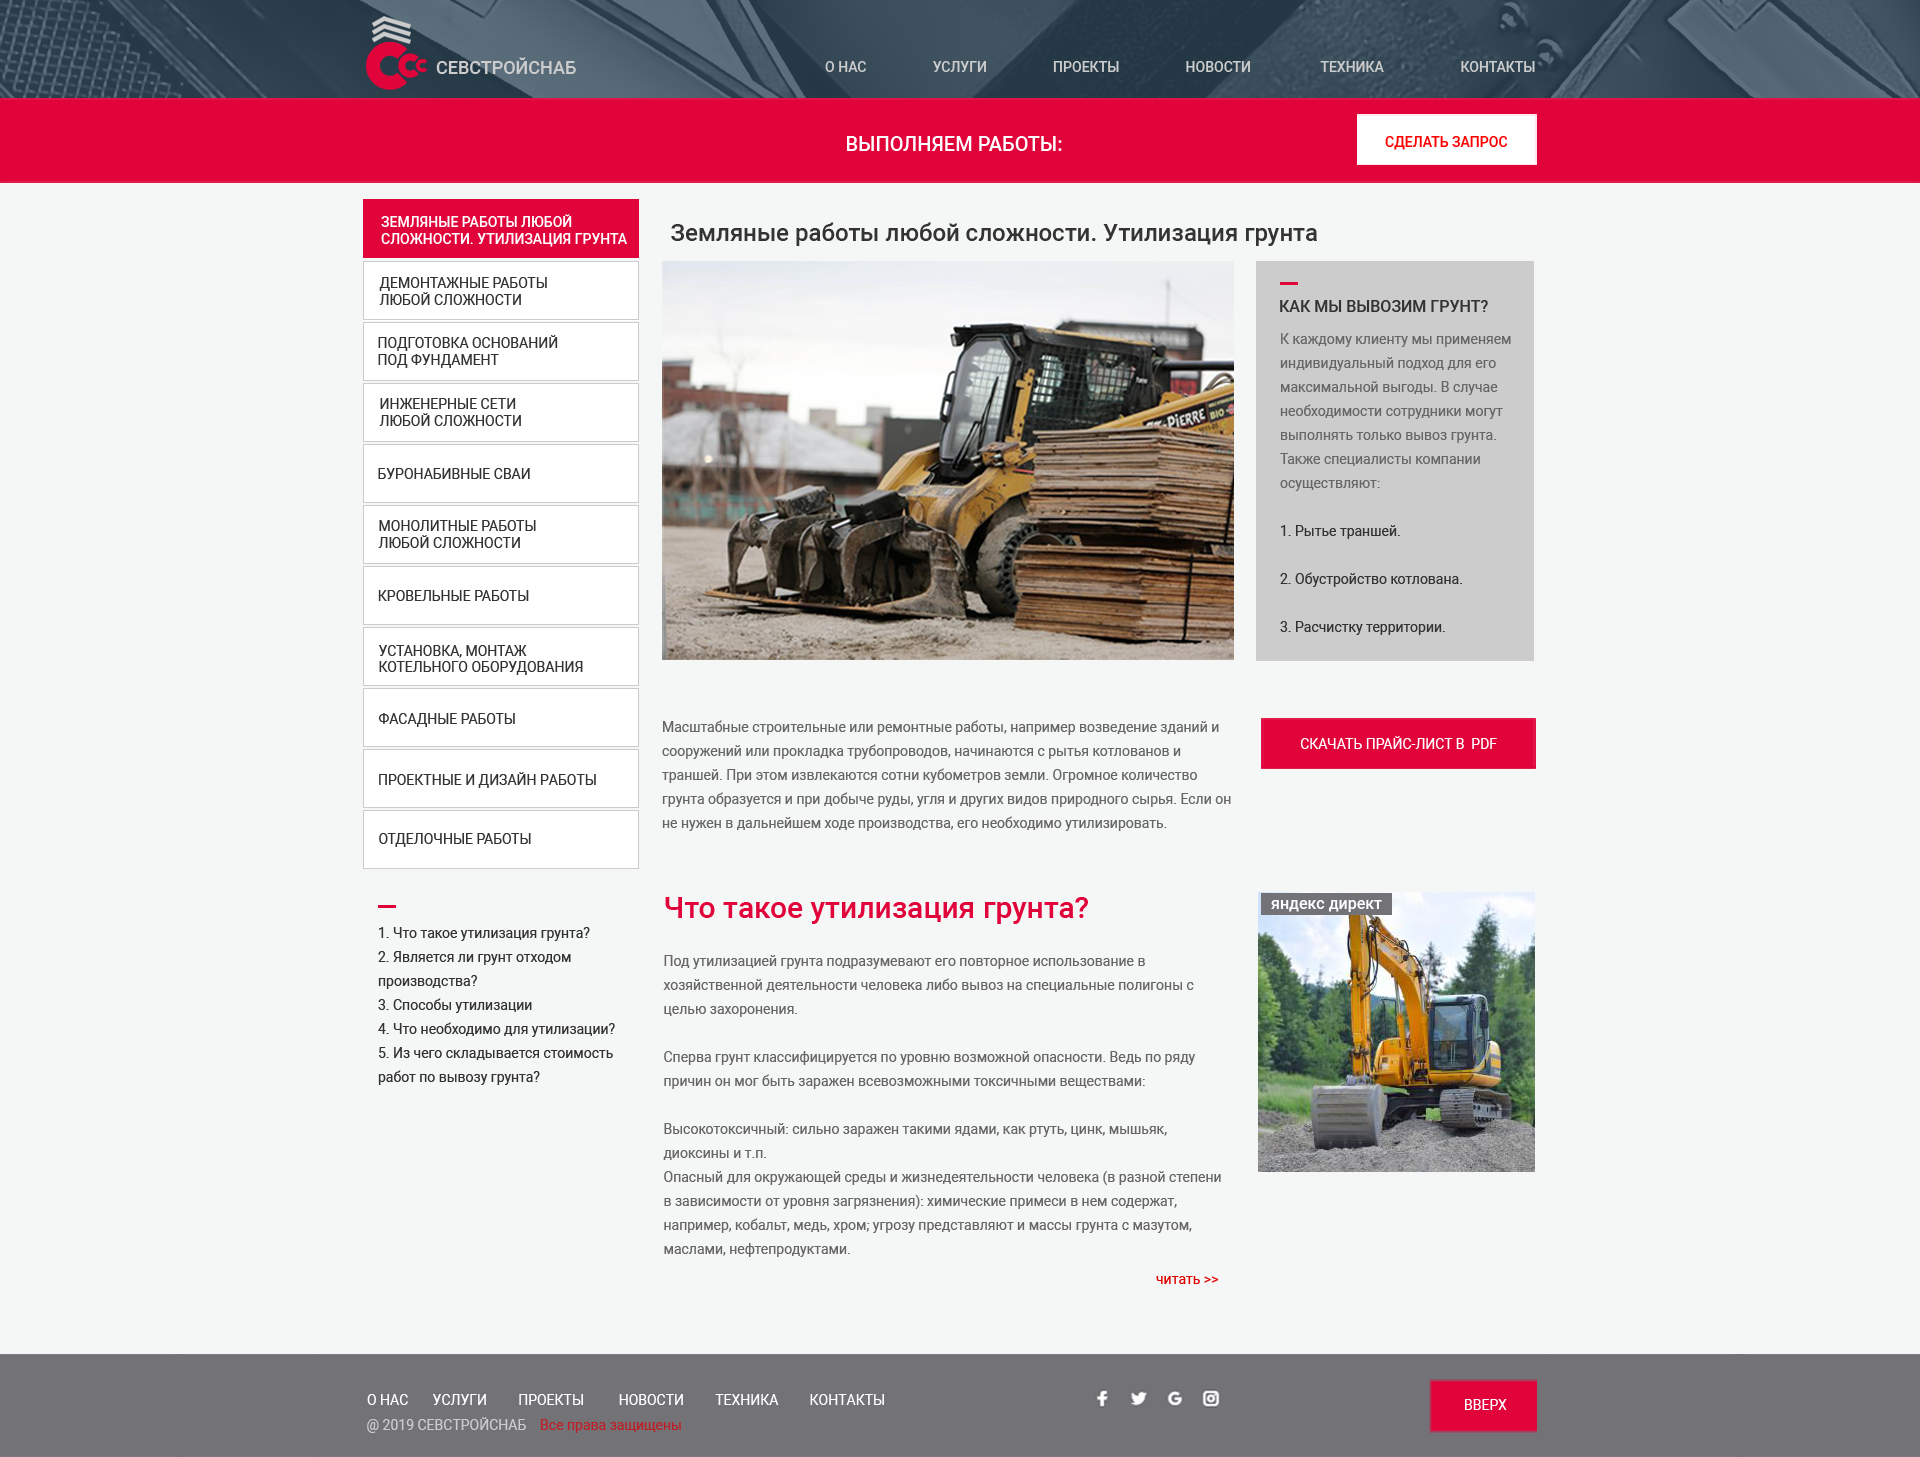 СЕВСТРОЙСНАБ
О НАС УСЛУГИ ПРОЕКТЫ НОВОСТИ ТЕХНИКА КОНТАКТЫ
ВЫПОЛНЯЕМ РАБОТЫ:
СДЕЛАТЬ ЗАПРОС
ЗЕМЛЯНЫЕ РАБОТЫ ЛЮБОЙ
СЛОЖНОСТИ. УТИЛИЗАЦИЯ ГРУНТА
ДЕМОНТАЖНЫЕ РАБОТЫ
ЛЮБОЙ СЛОЖНОСТИ
ПОДГОТОВКА ОСНОВАНИЙ
ПОД ФУНДАМЕНТ
ИНЖЕНЕРНЫЕ СЕТИ
ЛЮБОЙ СЛОЖНОСТИ
БУРОНАБИВНЫЕ СВАИ
МОНОЛИТНЫЕ РАБОТЫ
ЛЮБОЙ СЛОЖНОСТИ
КРОВЕЛЬНЫЕ РАБОТЫ
УСТАНОВКА, МОНТАЖ
КОТЕЛЬНОГО ОБОРУДОВАНИЯ
ФАСАДНЫЕ РАБОТЫ
ПРОЕКТНЫЕ И ДИЗАЙН РАБОТЫ
ОТДЕЛОЧНЫЕ РАБОТЫ
1. Что такое утилизация грунта?
2. Является ли грунт отходом
производства?
3. Способы утилизации
4. Что необходимо для утилизации?
5. Из чего складывается стоимость
работ по вывозу грунта?
Земляные работы любой сложности. Утилизация грунта
PIERRE
BIO
КАК МЫ ВЫВОЗИМ ГРУНТ?
К каждому клиенту мы применяем
индивидуальный подход для его
максимальной выгоды. В случае
необходимости сотрудники могут
выполнять только вывоз грунта.
Также специалисты компании
осуществляют:
1. Рытье траншей.
2. Обустройство котлована.
3. Расчистку территории.
Масштабные строительные или ремонтные работы, например возведение зданий и
сооружений или прокладка трубопроводов, начинаются с рытья котлованов и
траншей. При этом извлекаются сотни кубометров земли. Огромное количество
грунта образуется и при добыче руды, угля и других видов природного сырья. Если он
не нужен в дальнейшем ходе производства, его необходимо утилизировать.
СКАЧАТЬ ПРАЙС-ЛИСТ В PDF
Что такое утилизация грунта?
Под утилизацией грунта подразумевают его повторное использование в
хозяйственной деятельности человека либо вывоз на специальные полигоны с
целью захоронения.
Сперва грунт классифицируется по уровню возможной опасности. Ведь по ряду
причин он мог быть заражен всевозможными токсичными веществами:
Высокотоксичный: сильно заражен такими ядами, как ртуть, цинк, мышьяк,
диоксины и т.п.
Опасный для окружающей среды и жизнедеятельности человека (в разной степени
в зависимости от уровня загрязнения): химические примеси в нем содержат,
например, кобальт, медь, хром; угрозу представляют и массы грунта с мазутом,
маслами, нефтепродуктами.
читать >>
яндекс директ
О НАС УСЛУГИ ПРОЕКТЫ НОВОСТИ ТЕХНИКА КОНТАКТЫ
@ 2019 СЕВСТРОЙСНАБ Все права защищены
ВВЕРХ